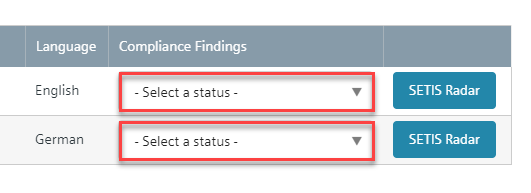 Language Compliance Findings
English - Select a status - SETIS Radar
German - Select a status - SETIS Radar